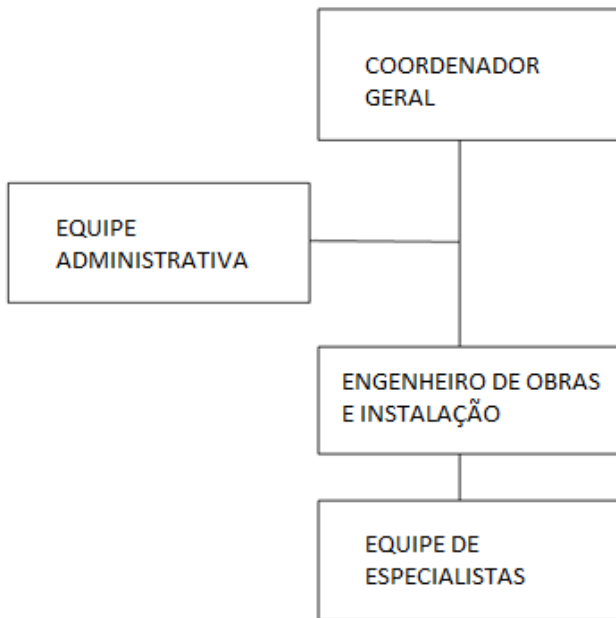 COORDENADOR
GERAL
EQUIPE
ADMINISTRATIVA
ENGENHEIRO DE OBRAS
E INSTALAÇÃO
EQUIPE DE
ESPECIALISTAS